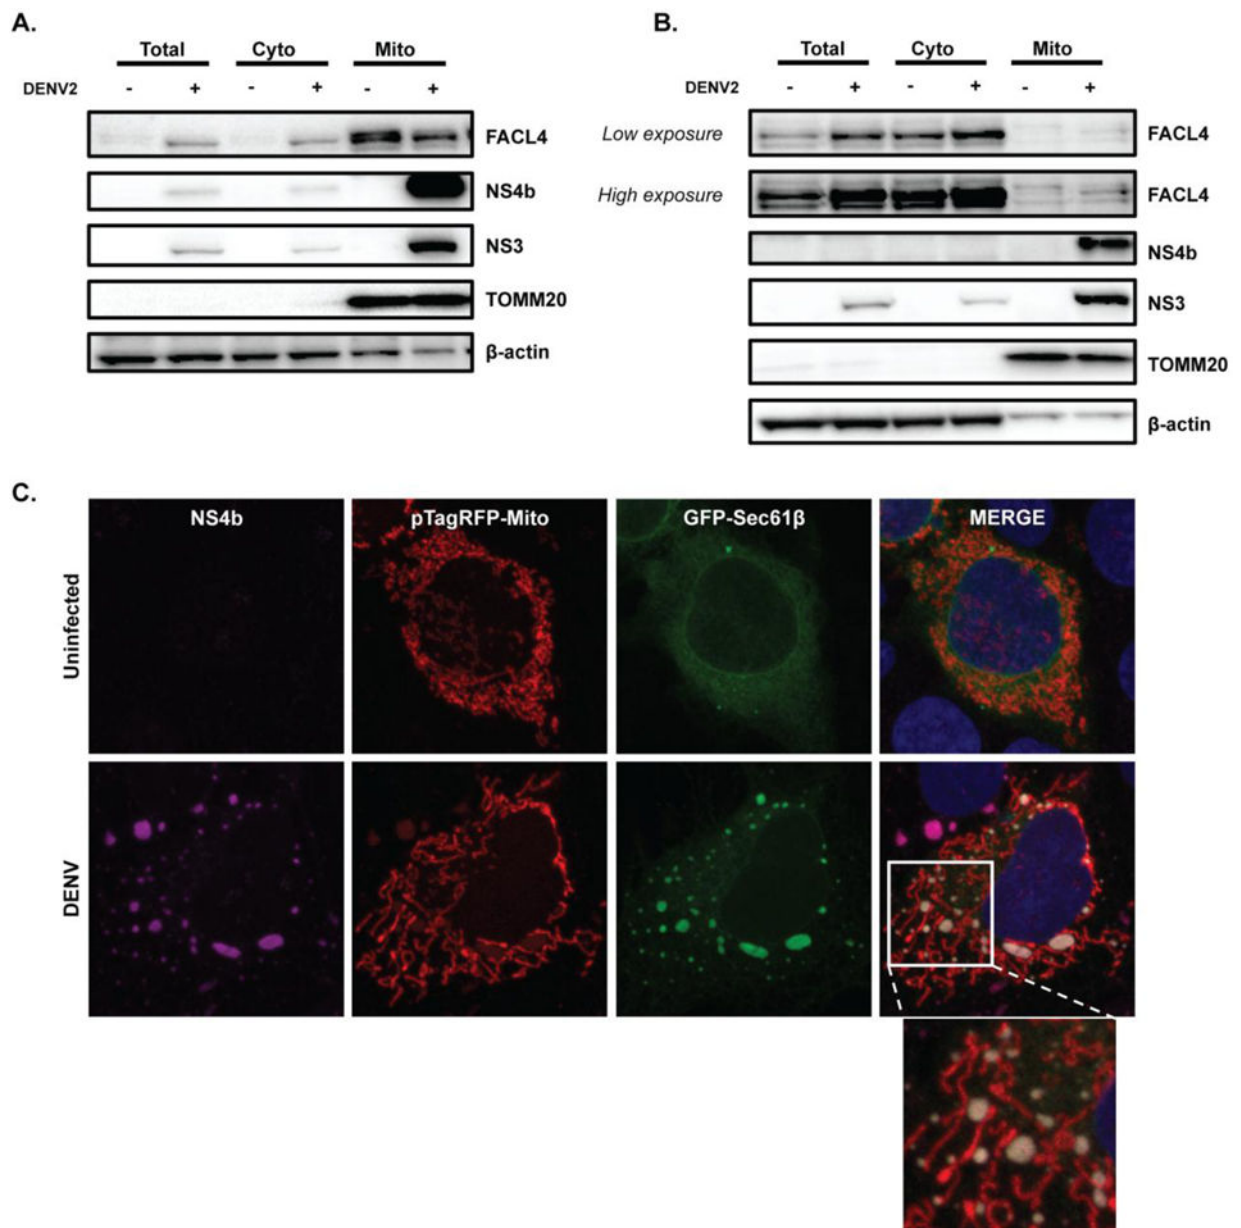 A.
Total Cyto Mito
DENV2 - + - + - +
FACL4
NS4b
NS3
TOMM20
β-actin
B.
Total Cyto Mito
DENV2 - + - + - +
Low exposure FACL4
High exposure FACL4
NS4b
NS3
TOMM20
β-actin
C.
NS4b pTagRFP-Mito GFP-Sec61β MERGE
Uninfected
DENV